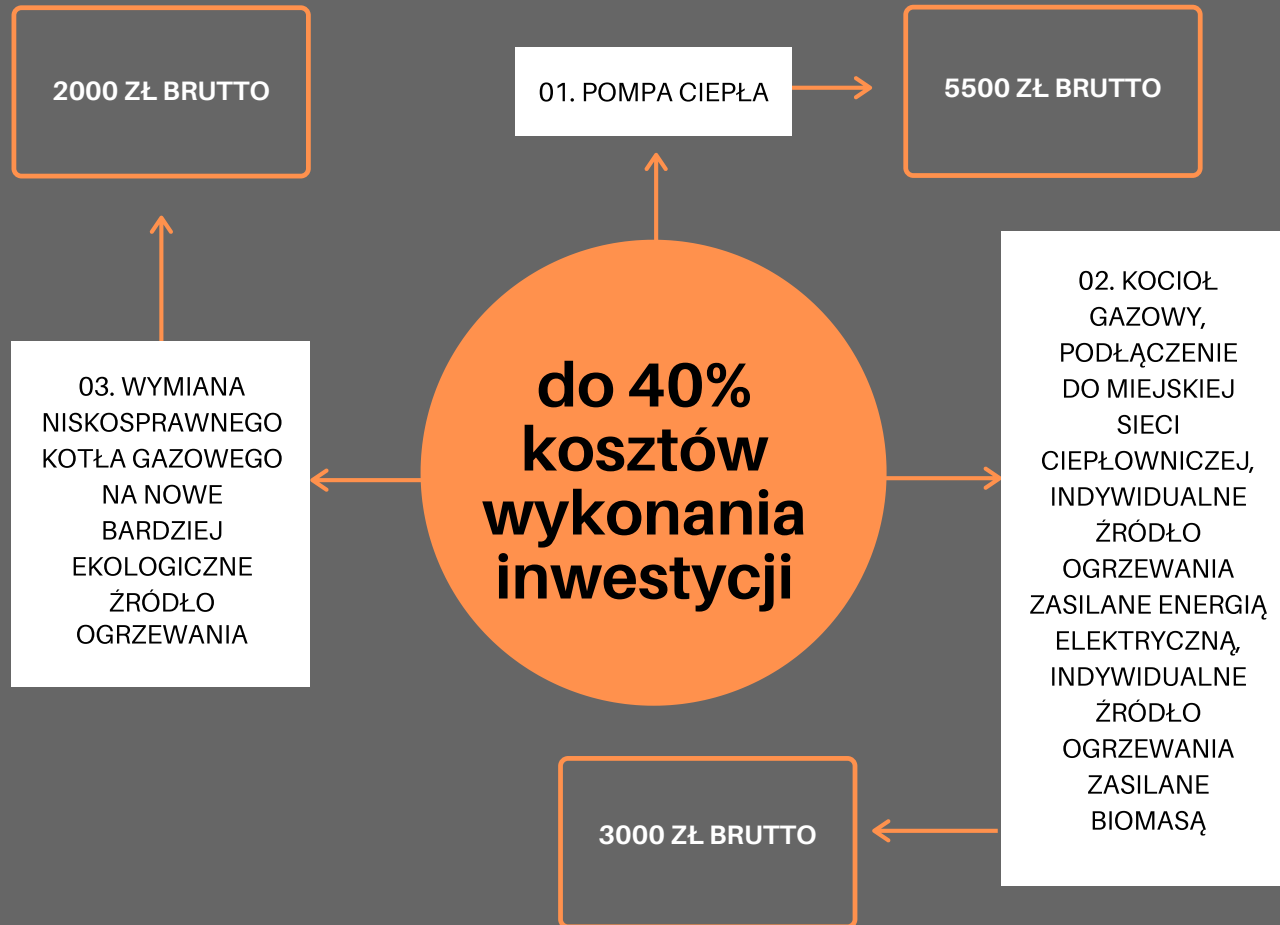 2000 ZŁ BRUTTO
01. POMPA CIEPŁA
5500 ZŁ BRUTTO
do 40%
kosztów
wykonania
inwestycji
02. KOCIOŁ
GAZOWY,
PODŁĄCZENIE
DO MIEJSKIEJ
SIECI
CIEPŁOWNICZEJ,
INDYWIDUALNE
ŹRÓDŁO
OGRZEWANIA
ZASILANE ENERGIĄ
ELEKTRYCZNĄ,
INDYWIDUALNE
ŹRÓDŁO
OGRZEWANIA
ZASILANE
BIOMASĄ
3000 ZŁ BRUTTO
03. WYMIANA
NISKOSPRAWNEGO
KOTŁA GAZOWEGO
NA NOWE
BARDZIEJ
EKOLOGICZNE
ŹRÓDŁO
OGRZEWANIA